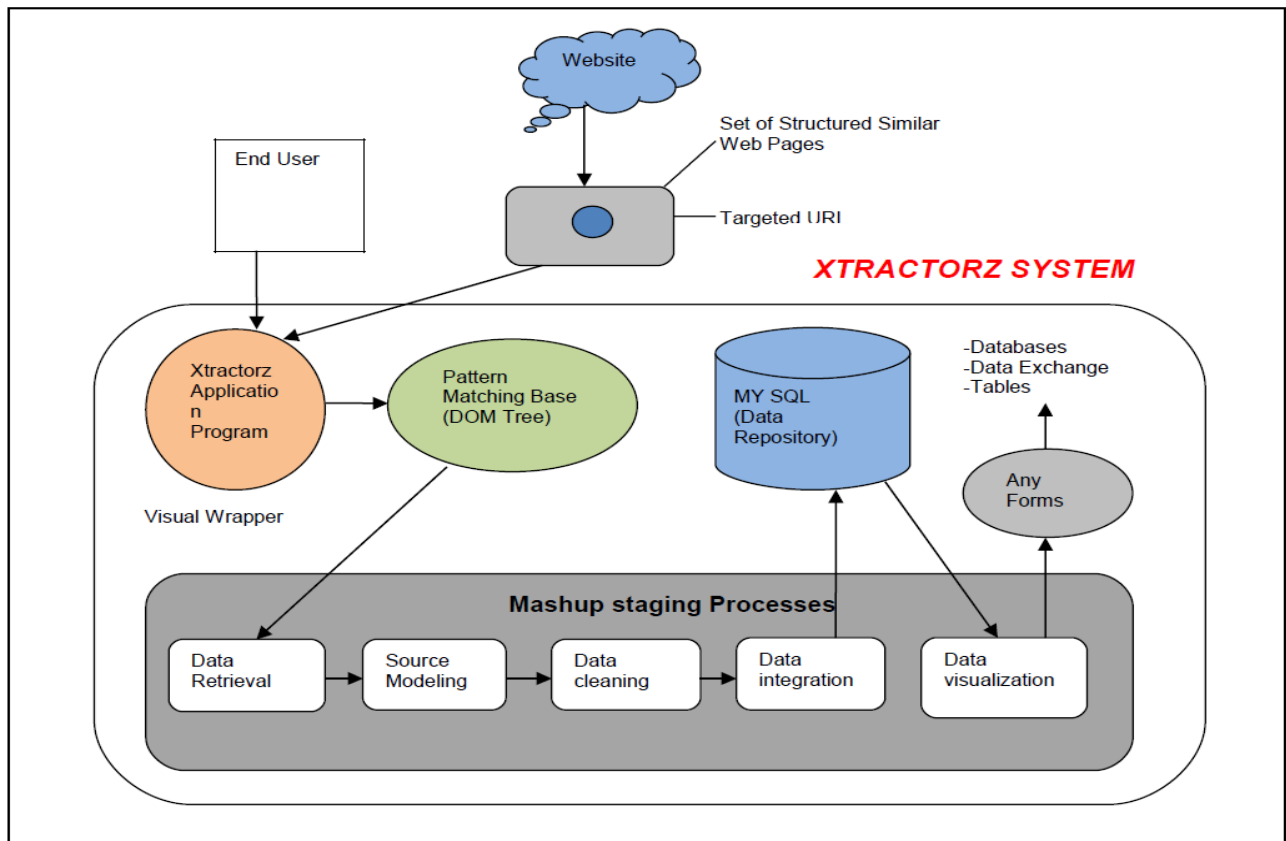 Website
Set of Structured Similar
Web Pages
End User
Targeted URI
XTRACTORZ SYSTEM
Xtractorz
Applicatio
n
Program
Visual Wrapper
Pattern
Matching Base
(DOM Tree)
MY SQL
(Data
Repository)
-Databases
-Data Exchange
-Tables
Any
Forms
Mashup staging Processes
Data
Retrieval
Source
Modeling
Data
cleaning
Data
integration
Data
visualization